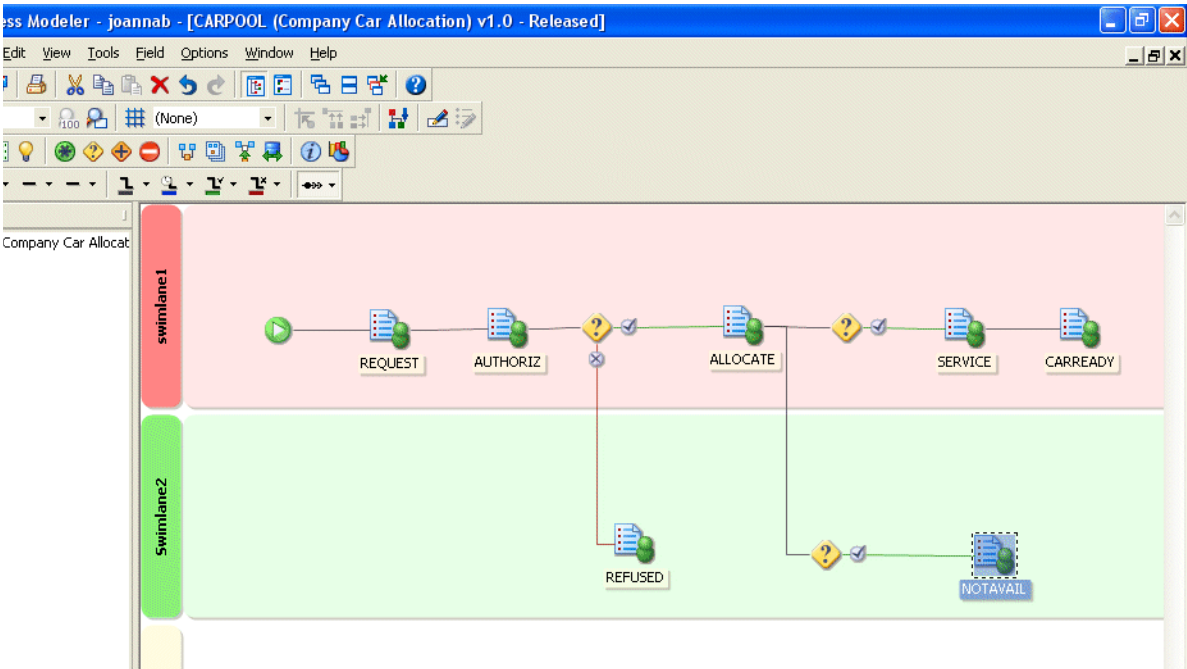 ess Modeler - joannab - [CARPOOL (Company Car Allocation) v1.0 - Released]
Edit View Tools Field Options Window Help
100 (None)
Company Car Allocat
swimlane1
REQUEST
AUTHORIZ
ALLOCATE
SERVICE
CARREADY
Swimlane2
REFUSED
NOTAVAIL